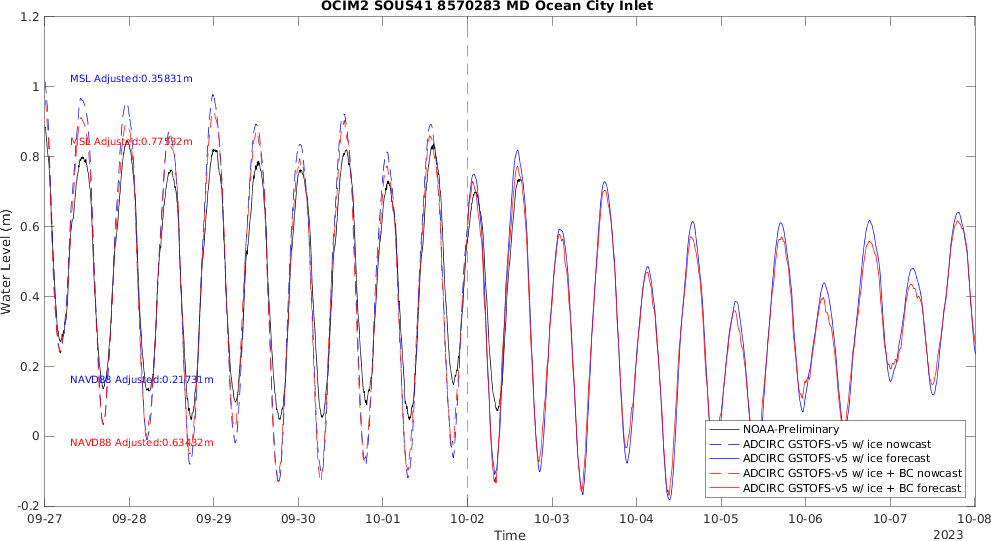 OCIM2 SOUS41 8570283 MD Ocean City Inlet
1.2
1
0.8
0.6
0.4
0.2
0
-0.2
Water Level (m)
MSL Adjusted:0.35831m
MSL Adjusted:0.77532m
NAVD88 Adjusted:0.21731m
NAVD88 Adjusted:0.63432m
NOAA-Preliminary
ADCIRC GSTOFS-v5 w/ ice nowcast
ADCIRC GSTOFS-v5 w/ ice forecast
ADCIRC GSTOFS-v5 w/ ice + BC nowcast
ADCIRC GSTOFS-v5 w/ ice + BC forecast
09-27 09-28 09-29 09-30 10-01 10-02 10-03 10-04 10-05 10-06 10-07 10-08
Time
2023